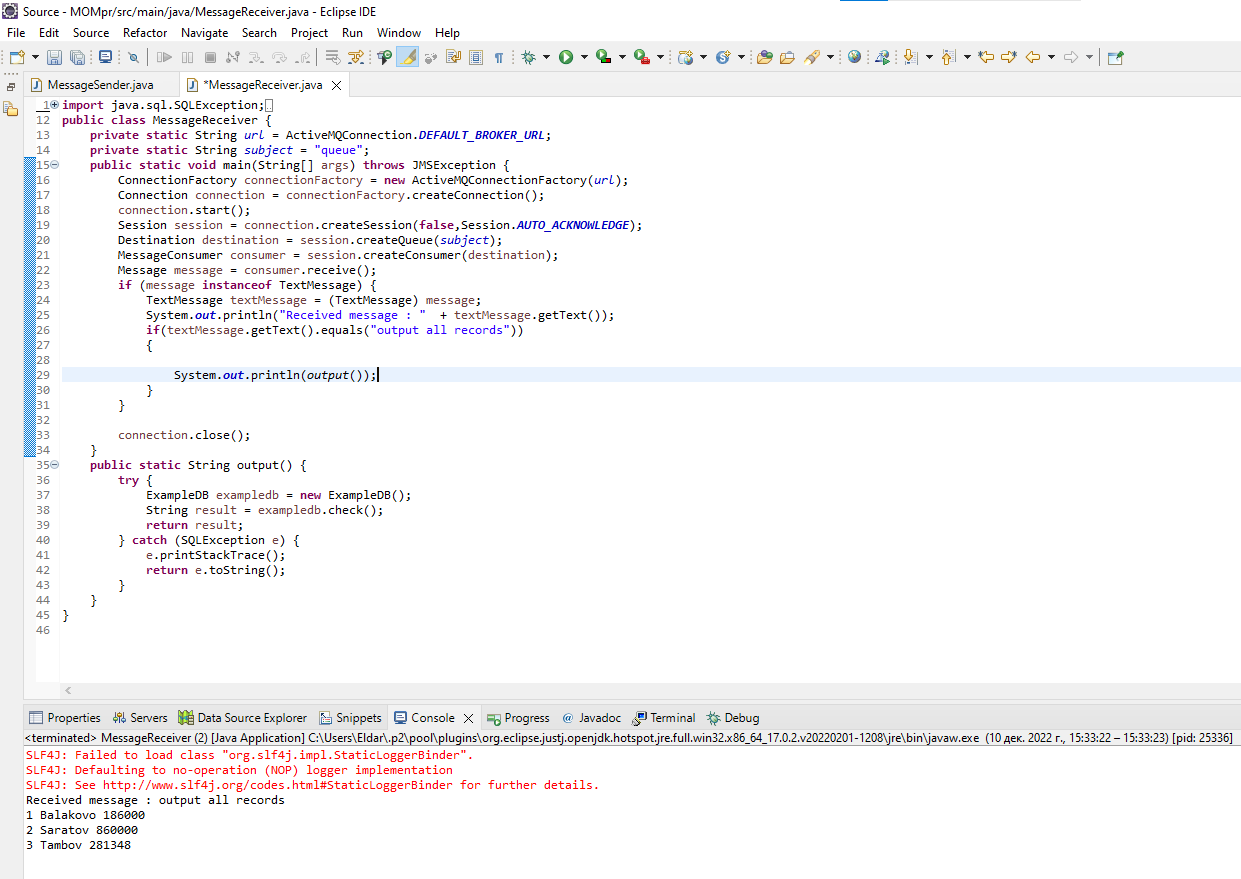 Source - MOMpr/src/main/java/MessageReceiver.java - Eclipse IDE
File Edit Source Refactor Navigate Search Project Run Window Help
MessageSender.java *MessageReceiver.java
1 import java.sql.SQLException;
12 public class MessageReceiver {
13 private static String url = ActiveMQConnection.DEFAULT_BROKER_URL;
14 private static String subject = "queue";
15 public static void main(String[] args) throws JMSException {
16 ConnectionFactory connectionFactory = new ActiveMQConnectionFactory(url);
17 Connection connection = connectionFactory.createConnection();
18 connection.start();
19 Session session = connection.createSession(false,Session.AUTO_ACKNOWLEDGE);
20 Destination destination = session.createQueue(subject);
21 MessageConsumer consumer = session.createConsumer(destination);
22 Message message = consumer.receive();
23 if (message instanceof TextMessage) {
24 TextMessage textMessage = (TextMessage) message;
25 System.out.println("Received message : " + textMessage.getText());
26 if(textMessage.getText().equals("output all records"))
27 {
28
29 System.out.println(output());
30 }
31 }
32
33 connection.close();
34 }
35 public static String output() {
36 try {
37 ExampleDB exampledb = new ExampleDB();
38 String result = exampledb.check();
39 return result;
40 } catch (SQLException e) {
41 e.printStackTrace();
42 return e.toString();
43 }
44 }
45 }
46
Properties Servers Data Source Explorer Snippets Console Progress @ Javadoc Terminal Debug
<terminated> MessageReceiver (2) [Java Application] C:\Users\Eldar\.p2\pool\plugins\org.eclipse.justj.openjdk.hotspot.jre.full.win32.x86_64_17.0.2.v20220201-1208\jre\bin\javaw.exe (10 дек. 2022 г., 15:33:22 – 15:33:23) [pid: 25336]
SLF4J: Failed to load class "org.slf4j.impl.StaticLoggerBinder".
SLF4J: Defaulting to no-operation (NOP) logger implementation
SLF4J: See http://www.slf4j.org/codes.html#StaticLoggerBinder for further details.
Received message : output all records
1 Balakovo 186000
2 Saratov 860000
3 Tambov 281348